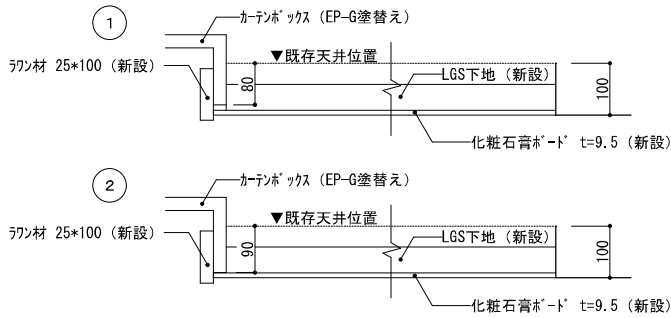 ①
カーテンボックス (EP-G塗替え)
▼既存天井位置
ラワン材 25*100 (新設)
LGS下地 (新設)
80
100
化粧石膏ボード t=9.5 (新設)
②
カーテンボックス (EP-G塗替え)
▼既存天井位置
ラワン材 25*100 (新設)
LGS下地 (新設)
90
100
化粧石膏ボード t=9.5 (新設)